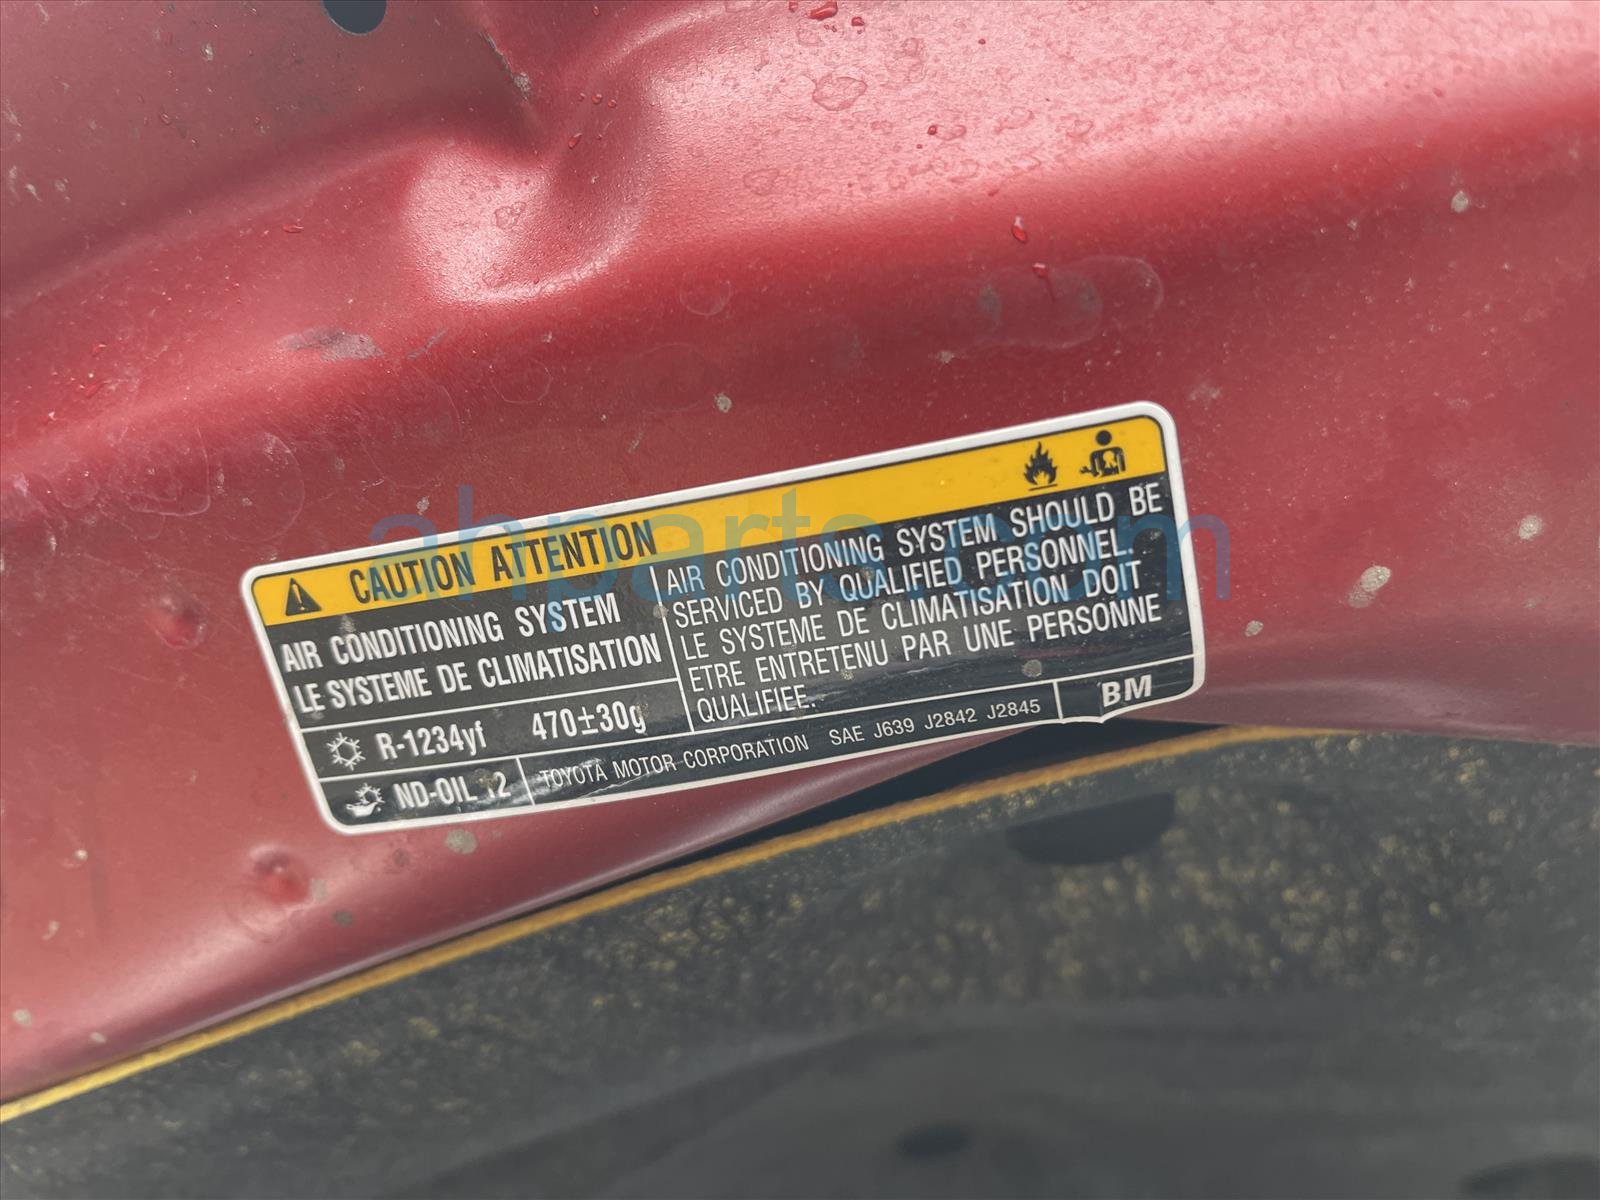 CAUTION ATTENTION
AIR CONDITIONING SYSTEM
LE SYSTEME DE CLIMATISATION
R-1234yf 470±30g
ND-OIL 12
AIR CONDITIONING SYSTEM SHOULD BE
SERVICED BY QUALIFIED PERSONNEL.
LE SYSTEME DE CLIMATISATION DOIT
ETRE ENTRETENU PAR UNE PERSONNE
QUALIFIEE.
TOYOTA MOTOR CORPORATION SAE J639 J2842 J2845
BM
ahparts.com